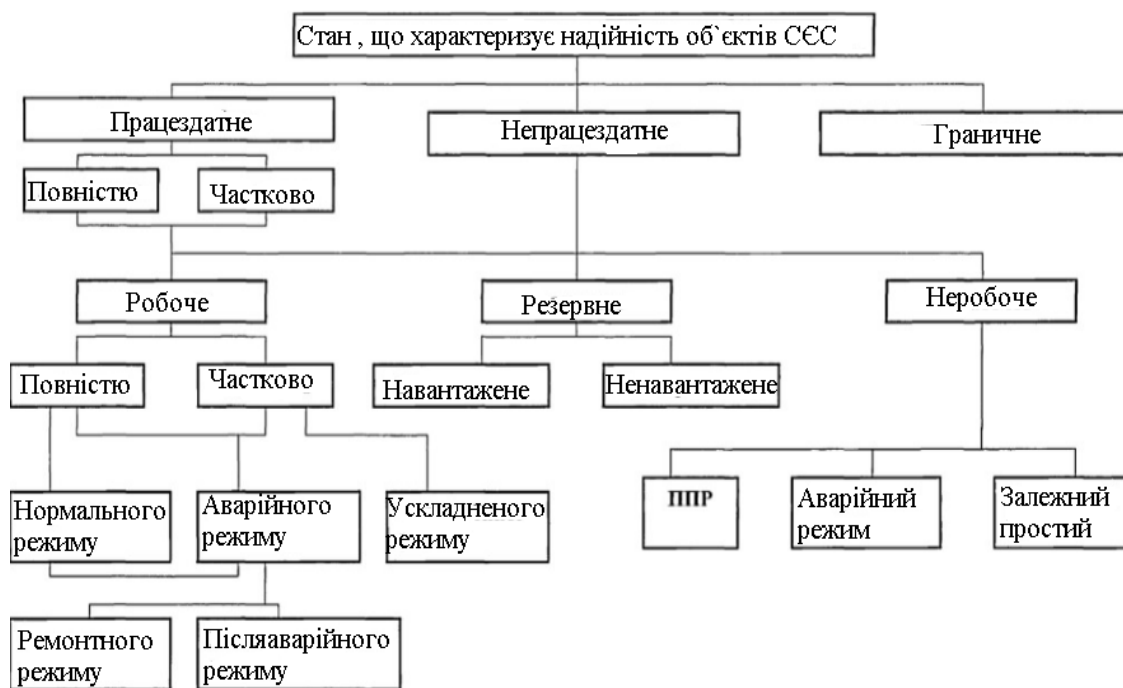 Стан , що характеризує надійність об`єктів СЄС
Працездатне
Непрацездатне
Граничне
Повністю
Частково
Робоче
Резервне
Неробоче
Повністю
Частково
Навантажене
Ненавантажене
Нормального
режиму
Аварійного
режиму
Ускладненого
режиму
ППР
Аварійний
режим
Залежний
простий
Ремонтного
режиму
Післяаварійного
режиму